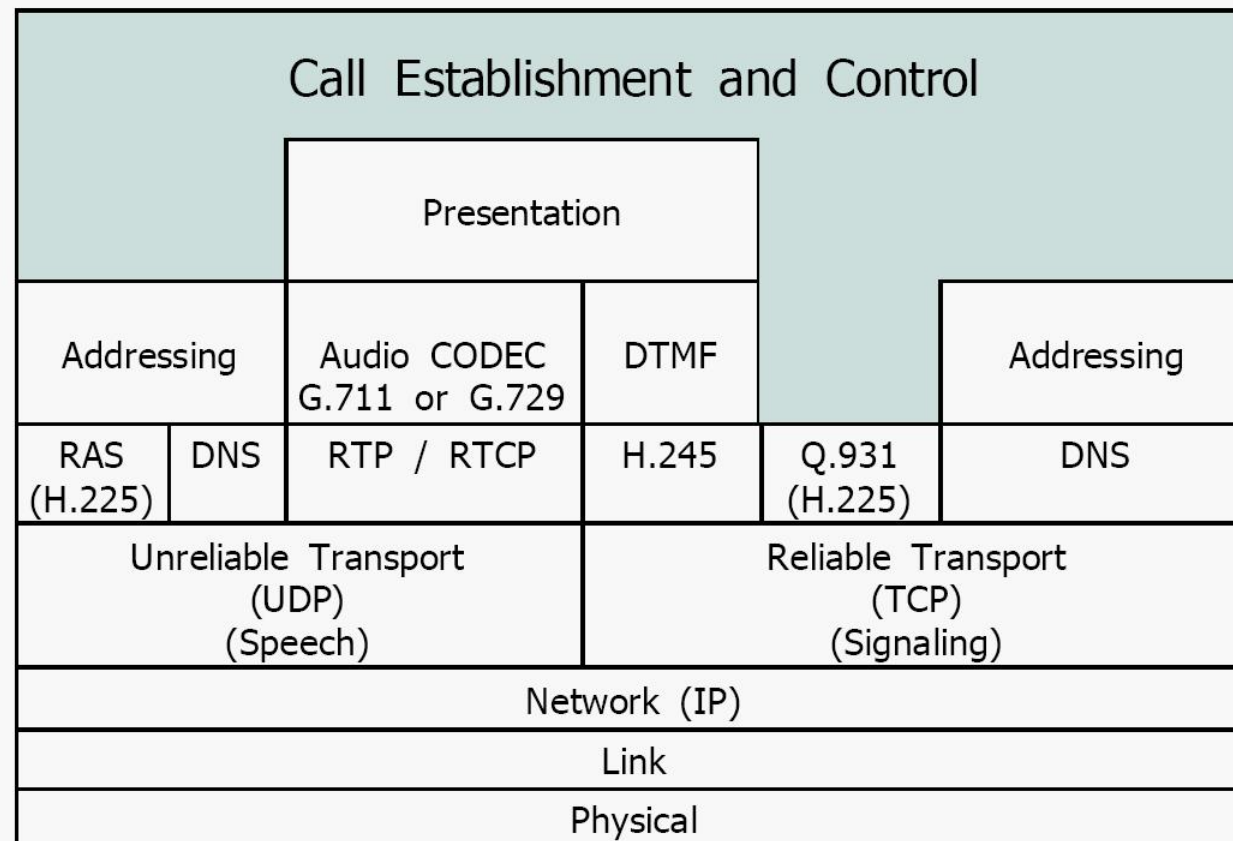 Call Establishment and Control
Presentation
Addressing
Audio CODEC
G.711 or G.729
DTMF
Addressing
RAS
(H.225)
DNS
RTP / RTCP
H.245
Q.931
(H.225)
DNS
Unreliable Transport
(UDP)
(Speech)
Reliable Transport
(TCP)
(Signaling)
Network (IP)
Link
Physical